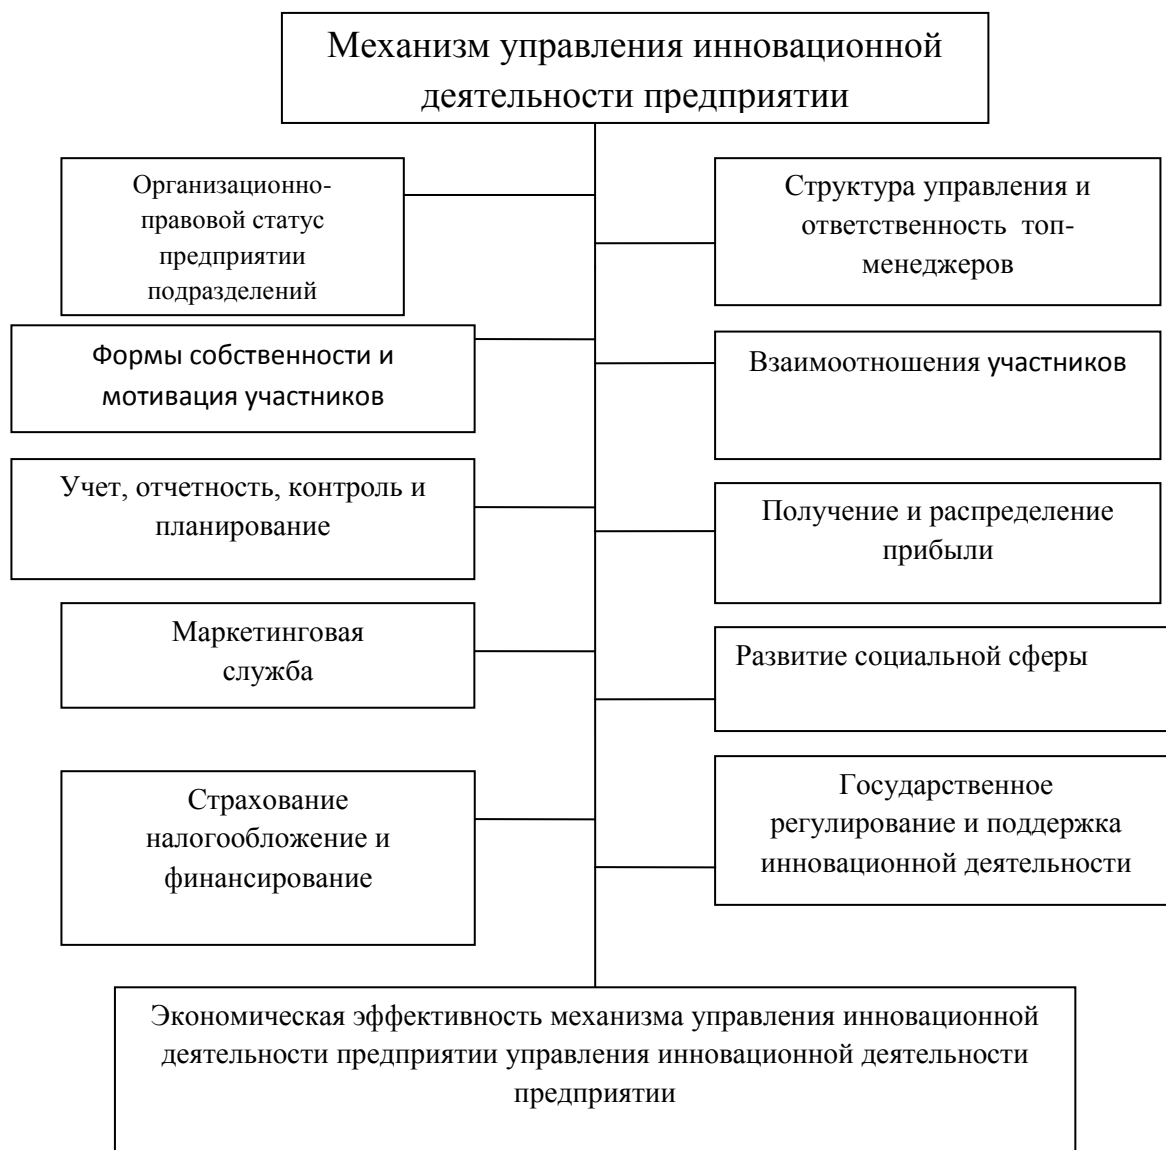 Механизм управления инновационной
деятельности предприятии
Организационно-
правовой статус
предприятии
подразделений
Структура управления и
ответственность топ-
менеджеров
Формы собственности и
мотивация участников
Взаимоотношения участников
Учет, отчетность, контроль и
планирование
Получение и распределение
прибыли
Маркетинговая
служба
Развитие социальной сферы
Страхование
налогообложение и
финансирование
Государственное
регулирование и поддержка
инновационной деятельности
Экономическая эффективность механизма управления инновационной
деятельности предприятии управления инновационной деятельности
предприятии